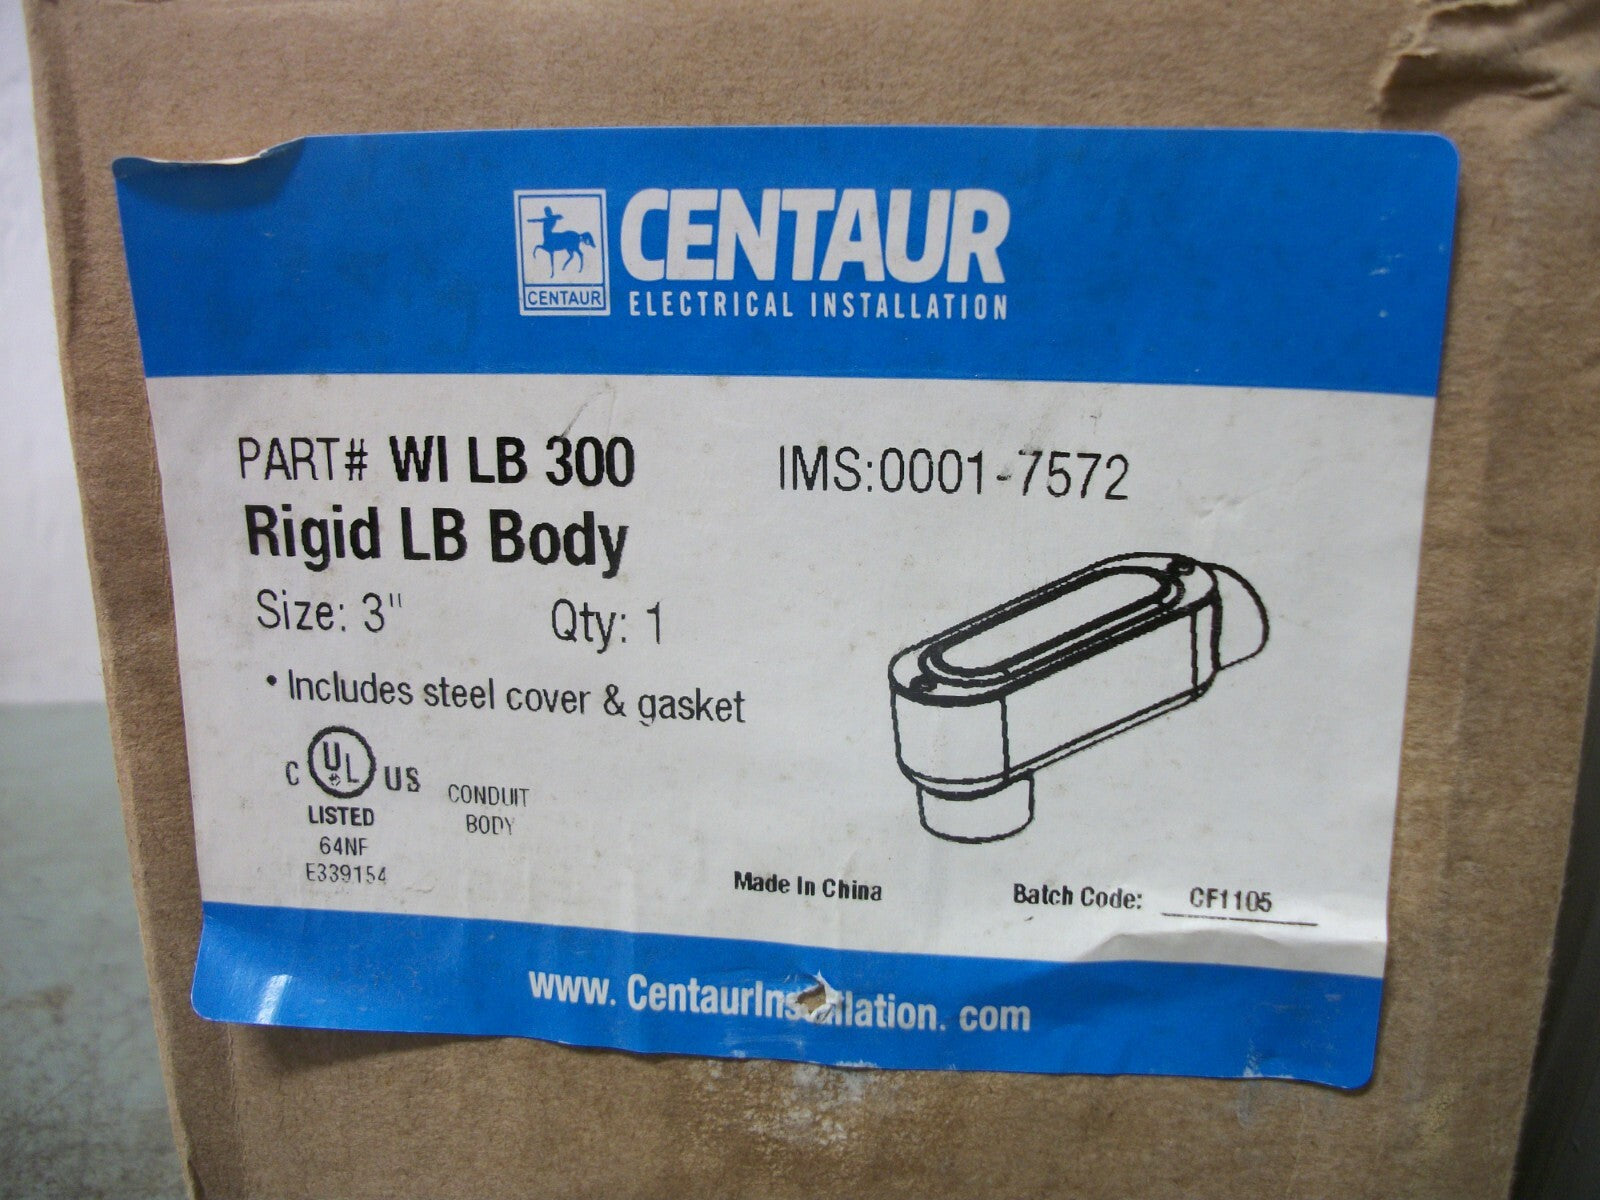 CENTAUR
CENTAUR
ELECTRICAL INSTALLATION
PART# WI LB 300 IMS:0001-7572
Rigid LB Body
Size: 3" Qty: 1
• Includes steel cover & gasket
C UL US
LISTED
64NF
E339154
CONDUIT
BODY
Made In China Batch Code: CF1105
www. CentaurInstallation. com